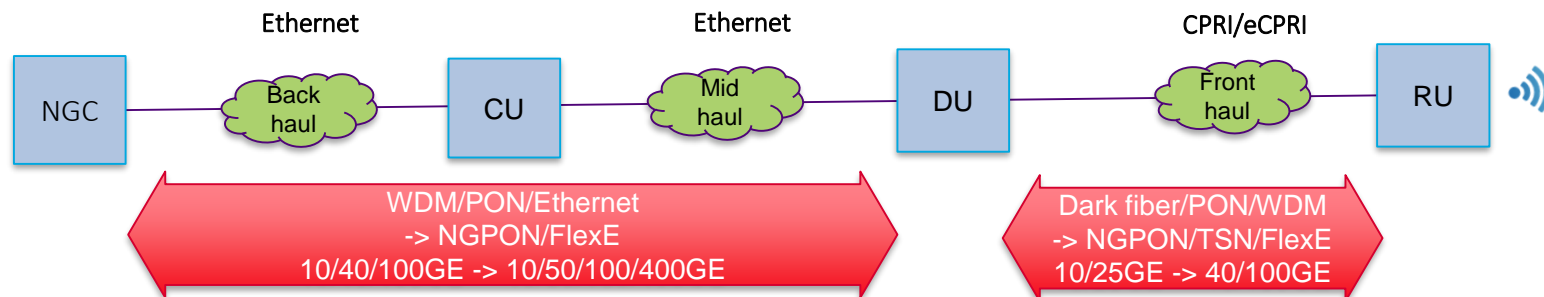 Ethernet
Ethernet
CPRI/eCPRI
NGC
Back
haul
CU
Mid
haul
DU
Front
haul
RU
WDM/PON/Ethernet
-> NGPON/FlexE
10/40/100GE -> 10/50/100/400GE
Dark fiber/PON/WDM
-> NGPON/TSN/FlexE
10/25GE -> 40/100GE